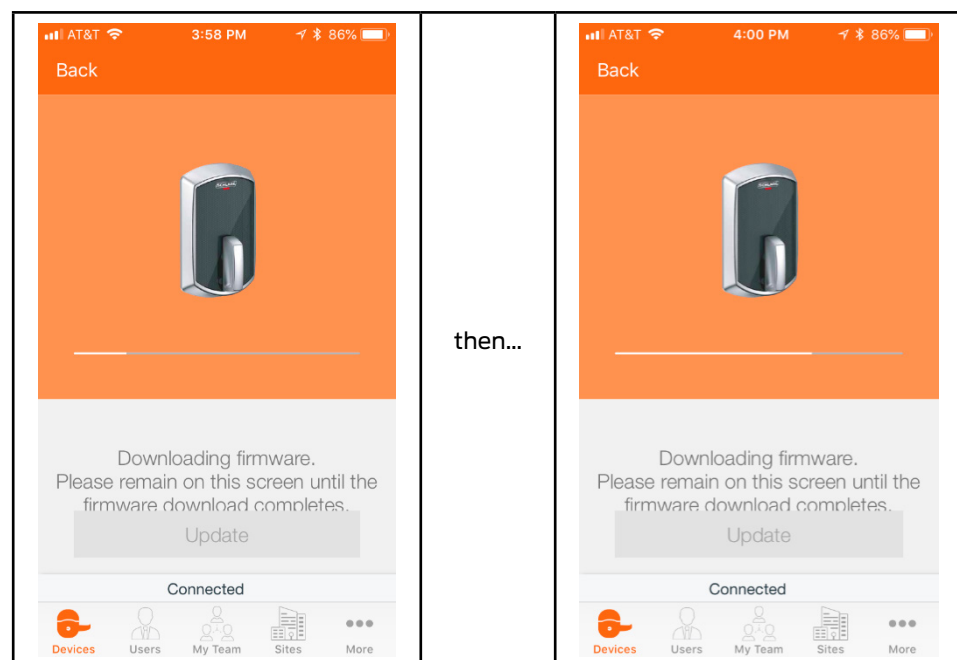 AT&T 3:58 PM 86%
Back
Downloading firmware.
Please remain on this screen until the
firmware download completes.
Update
Connected
Devices Users My Team Sites More
then...
AT&T 4:00 PM 86%
Back
Downloading firmware.
Please remain on this screen until the
firmware download completes.
Update
Connected
Devices Users My Team Sites More